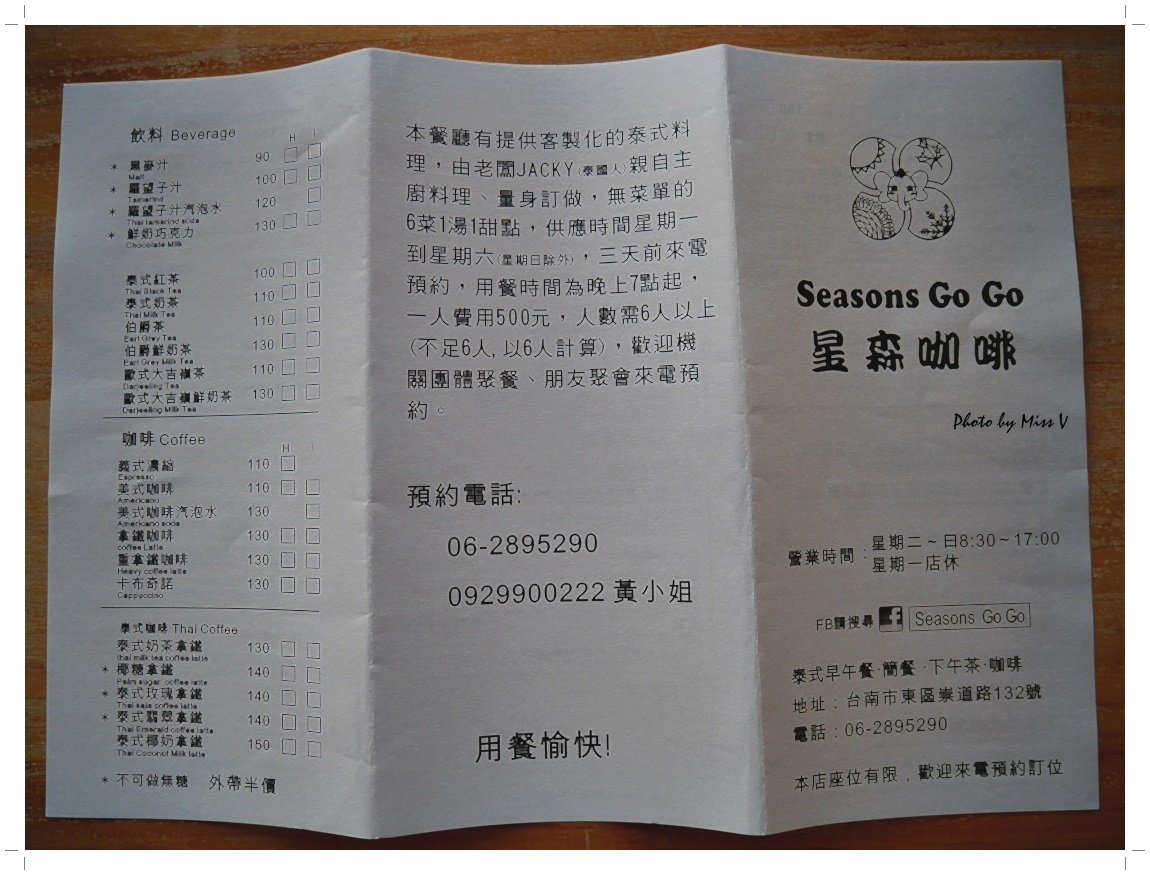 飲料 Beverage
H I
* 黑麥汁 90
Malt
* 羅望子汁 100
Tamarind
* 羅望子汁汽泡水 120
Thai tamarind soda
* 鮮奶巧克力 130
Chocolate Milk
泰式紅茶 100
Thai Black Tea
泰式奶茶 110
Thai Milk Tea
伯爵茶 110
Earl Grey Tea
伯爵鮮奶茶 130
Earl Grey Milk Tea
歐式大吉嶺茶 110
Darjeeling Tea
歐式大吉嶺鮮奶茶 130
Darjeeling Milk Tea
咖啡 Coffee
H I
義式濃縮 110
Espresso
美式咖啡 110
Americano
美式咖啡汽泡水 130
Americano soda
拿鐵咖啡 130
coffee Latte
重拿鐵咖啡 130
Heavy coffee latte
卡布奇諾 130
Cappuccino
泰式咖啡 Thai Coffee
泰式奶茶拿鐵 130
thai milk tea coffee latte
* 椰糖拿鐵 140
Palm sugar coffee latte
* 泰式玫瑰拿鐵 140
Thai sala coffee latte
* 泰式翡翠拿鐵 140
Thai Emerald coffee latte
泰式椰奶拿鐵 150
Thai Coconut Milk latte
* 不可做無糖 外帶半價
本餐廳有提供客製化的泰式料
理，由老闆JACKY(泰國人)親自主
廚料理、量身訂做，無菜單的
6菜1湯1甜點，供應時間星期一
到星期六(星期日除外)，三天前來電
預約，用餐時間為晚上7點起，
一人費用500元，人數需6人以上
(不足6人,以6人計算)，歡迎機
關團體聚餐、朋友聚會來電預
約。
預約電話:
06-2895290
0929900222 黃小姐
用餐愉快!
Seasons Go Go
星森咖啡
Photo by Miss V
營業時間：星期二～日8:30～17:00
星期一店休
FB請搜尋 f Seasons Go Go
泰式早午餐·簡餐·下午茶·咖啡
地址：台南市東區崇道路132號
電話：06-2895290
本店座位有限，歡迎來電預約訂位